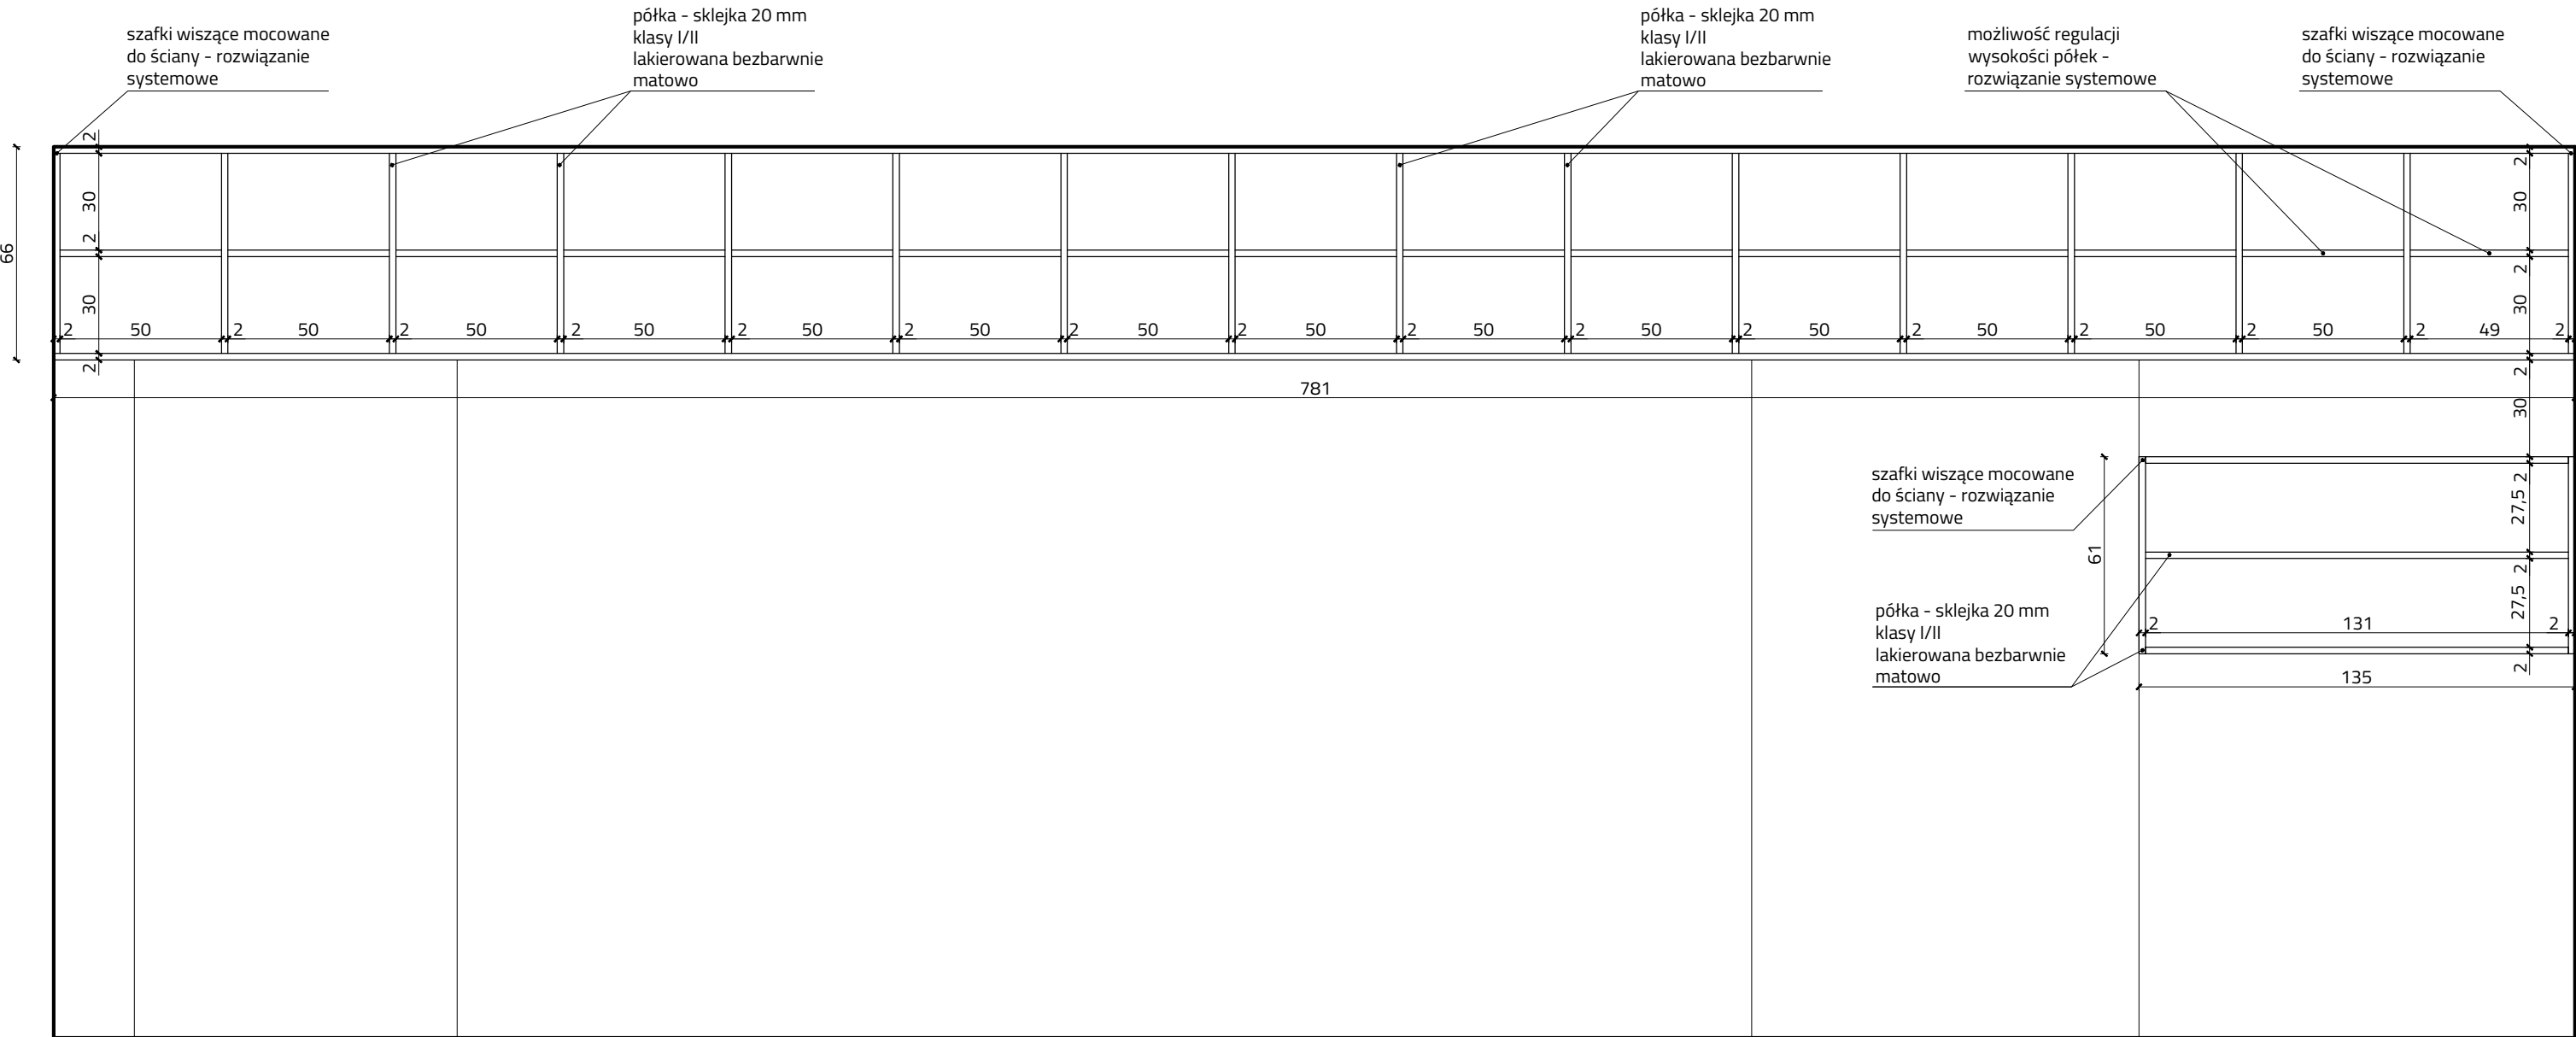 szafki wiszące mocowane
do ściany - rozwiązanie
systemowe
półka - sklejka 20 mm
klasy I/II
lakierowana bezbarwnie
matowo
półka - sklejka 20 mm
klasy I/II
lakierowana bezbarwnie
matowo
możliwość regulacji
wysokości półek -
rozwiązanie systemowe
szafki wiszące mocowane
do ściany - rozwiązanie
systemowe
66
2
30
2
30
2
2
30
2
30
2
30
2
27,5
2
27,5
2
2 50 2 50 2 50 2 50 2 50 2 50 2 50 2 50 2 50 2 50 2 50 2 50 2 50 2 50 2 49 2
781
szafki wiszące mocowane
do ściany - rozwiązanie
systemowe
61
półka - sklejka 20 mm
klasy I/II
lakierowana bezbarwnie
matowo
2 131 2
135